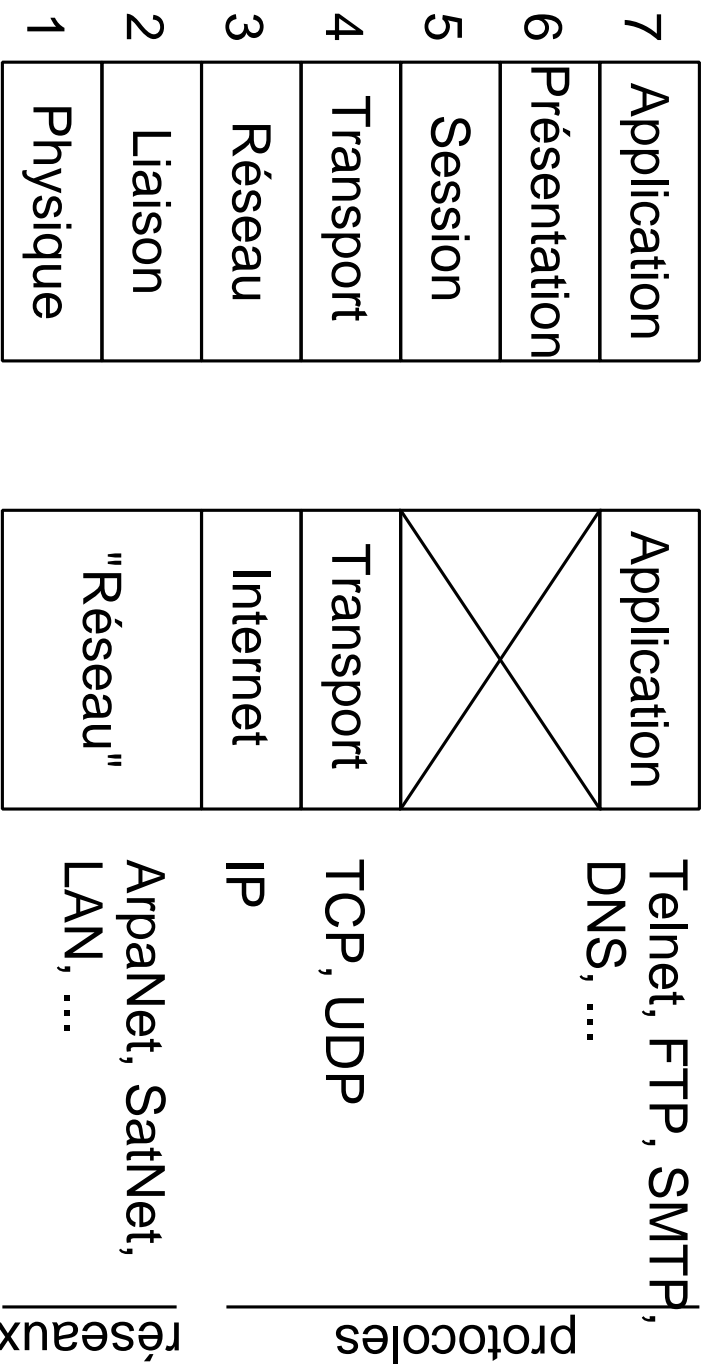 7 Application
6 Présentation
5 Session
4 Transport
3 Réseau
2 Liaison
1 Physique
Application
Transport
Internet
"Réseau"
Telnet, FTP, SMTP,
DNS, ...
TCP, UDP
IP
ArpaNet, SatNet,
LAN, ...
protocoles
réseaux